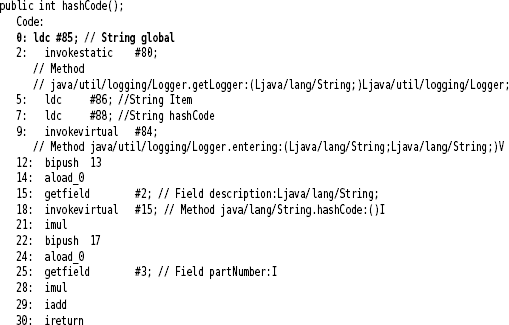 public int hashCode();
Code:
0: ldc #85; // String global
2: invokestatic #80;
// Method
// java/util/logging/Logger.getLogger:(Ljava/lang/String;)Ljava/util/logging/Logger;
5: ldc #86; //String Item
7: ldc #88; //String hashCode
9: invokevirtual #84;
// Method java/util/logging/Logger.entering:(Ljava/lang/String;Ljava/lang/String;)V
12: bipush 13
14: aload_0
15: getfield #2; // Field description:Ljava/lang/String;
18: invokevirtual #15; // Method java/lang/String.hashCode:()I
21: imul
22: bipush 17
24: aload_0
25: getfield #3; // Field partNumber:I
28: imul
29: iadd
30: ireturn